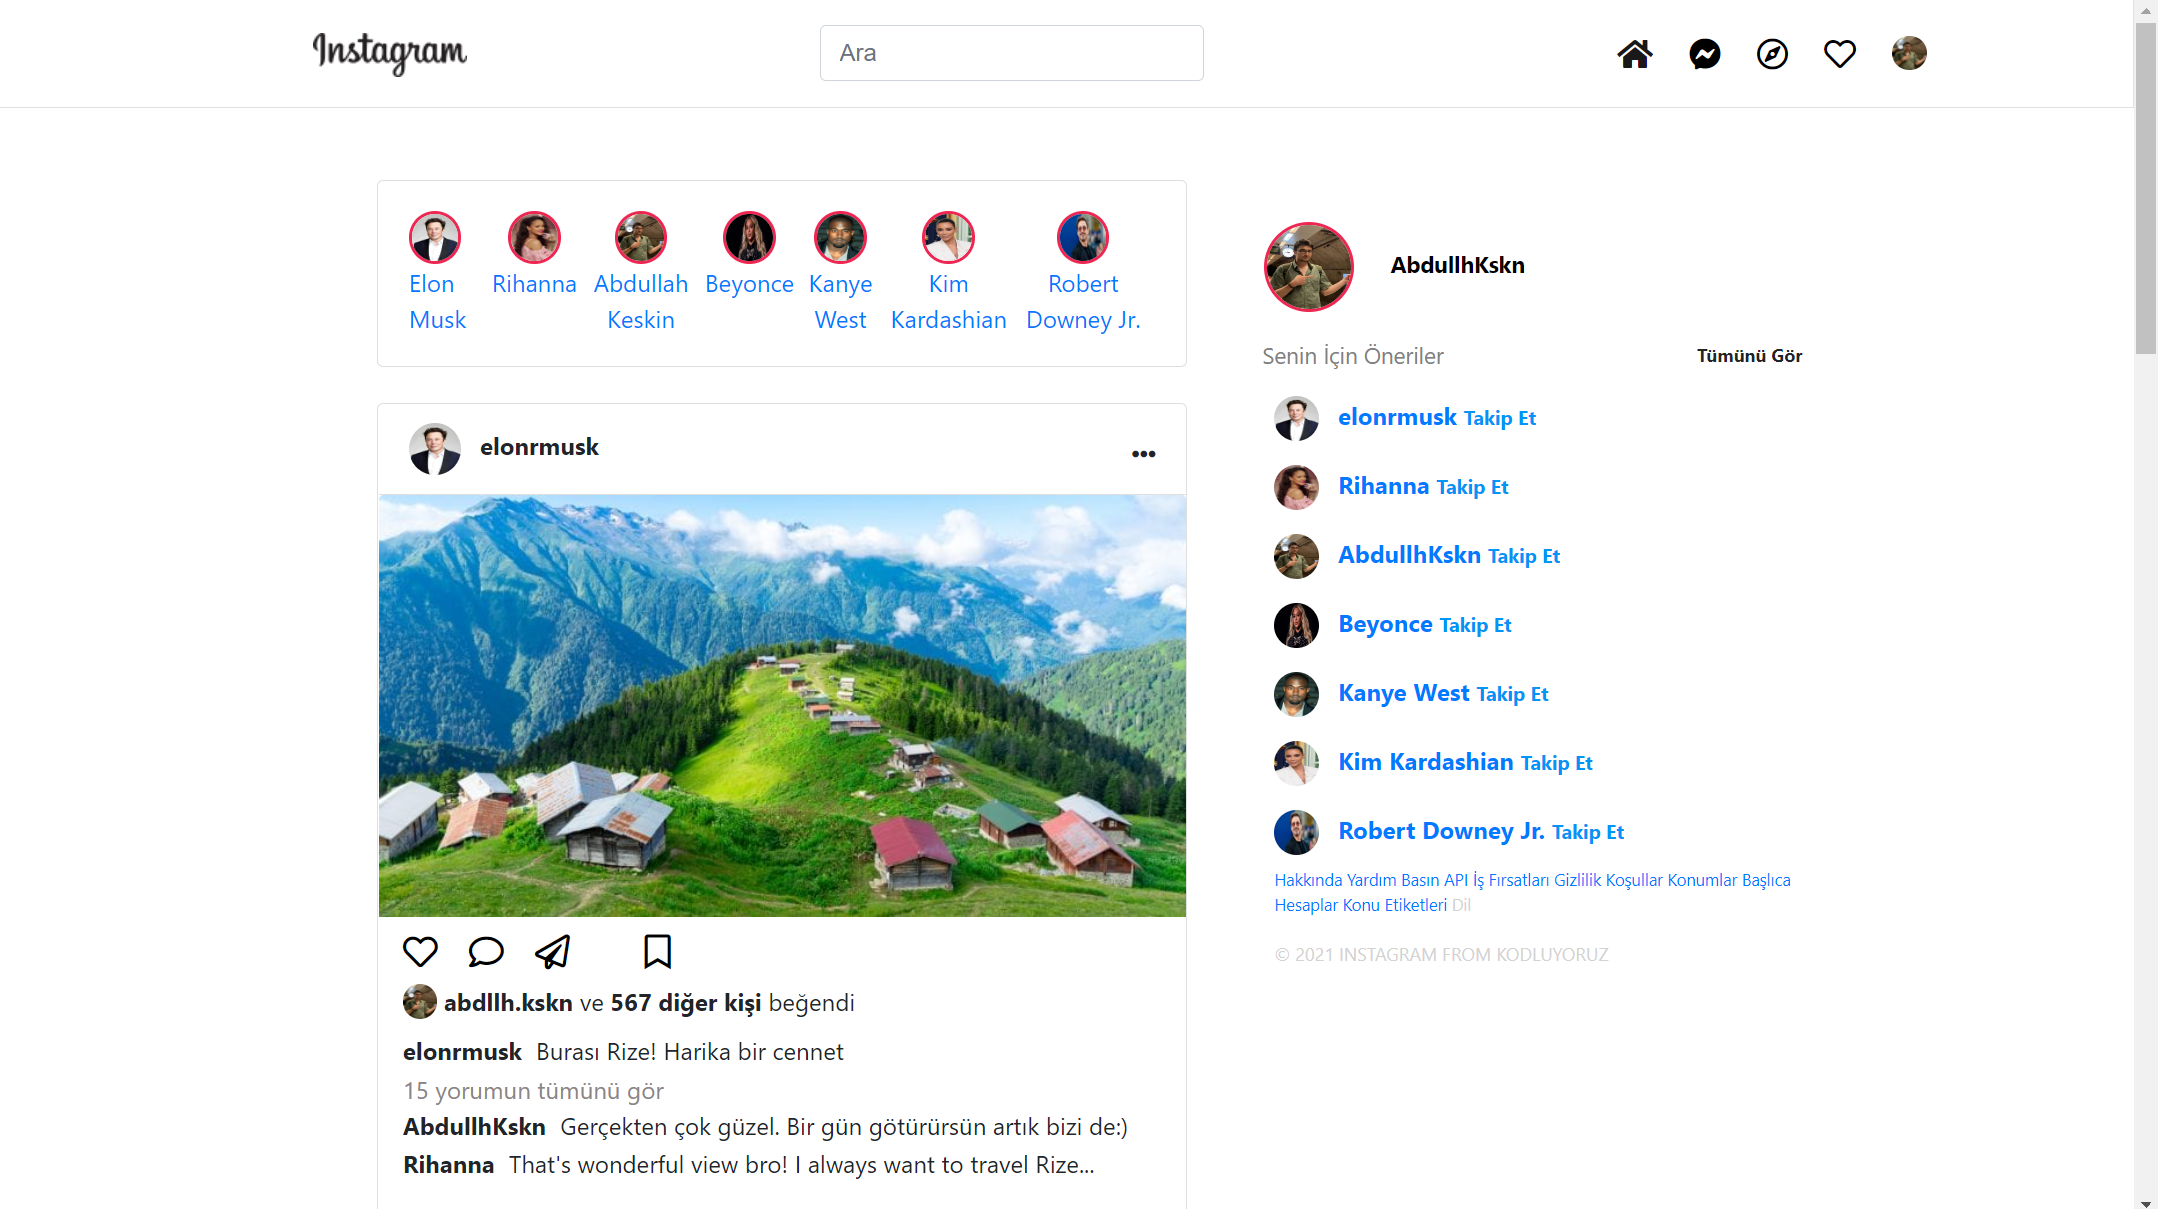 Instagram
Ara
Elon Musk
Rihanna
Abdullah Keskin
Beyonce
Kanye West
Kim Kardashian
Robert Downey Jr.
elonrmusk
abdllh.kskn ve 567 diğer kişi beğendi
elonrmusk Burası Rize! Harika bir cennet
15 yorumun tümünü gör
AbdullhKskn Gerçekten çok güzel. Bir gün götürürsün artık bizi de:)
Rihanna That's wonderful view bro! I always want to travel Rize...
AbdullhKskn
Senin İçin Öneriler Tümünü Gör
elonrmusk Takip Et
Rihanna Takip Et
AbdullhKskn Takip Et
Beyonce Takip Et
Kanye West Takip Et
Kim Kardashian Takip Et
Robert Downey Jr. Takip Et
Hakkında Yardım Basın API İş Fırsatları Gizlilik Koşullar Konumlar Başlıca
Hesaplar Konu Etiketleri Dil
© 2021 INSTAGRAM FROM KODLUYORUZ